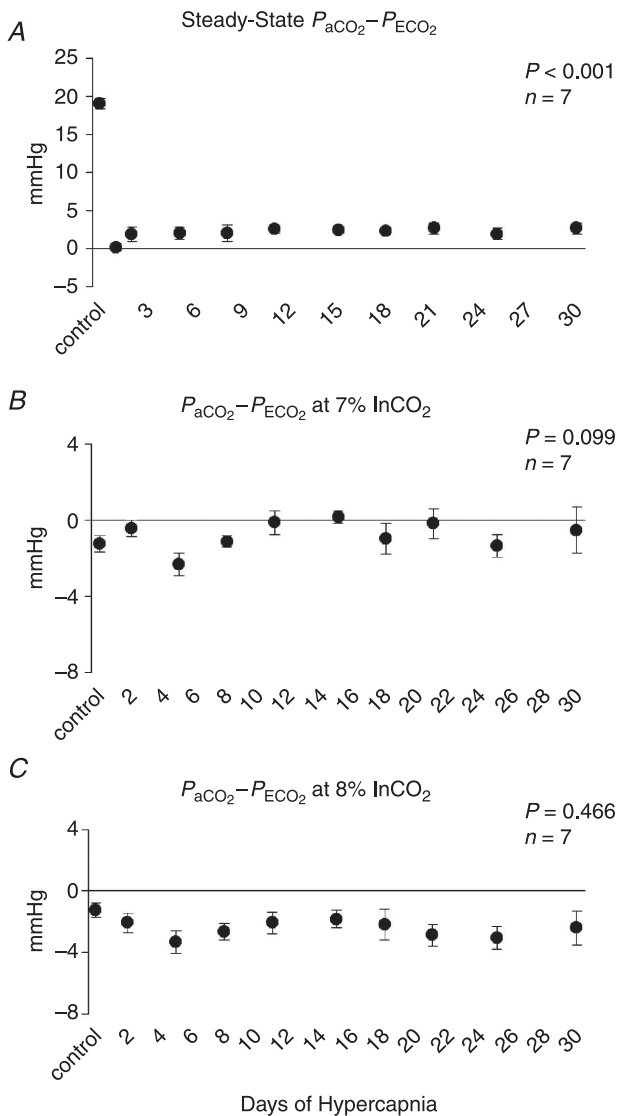 A
Steady-State PaCO2–PECO2
P < 0.001
n = 7
mmHg
25
20
15
10
5
0
–5
control 3 6 9 12 15 18 21 24 27 30
B
PaCO2–PECO2 at 7% InCO2
P = 0.099
n = 7
mmHg
4
0
–4
–8
control 2 4 6 8 10 12 14 16 18 20 22 24 26 28 30
C
PaCO2–PECO2 at 8% InCO2
P = 0.466
n = 7
mmHg
4
0
–4
–8
control 2 4 6 8 10 12 14 16 18 20 22 24 26 28 30
Days of Hypercapnia